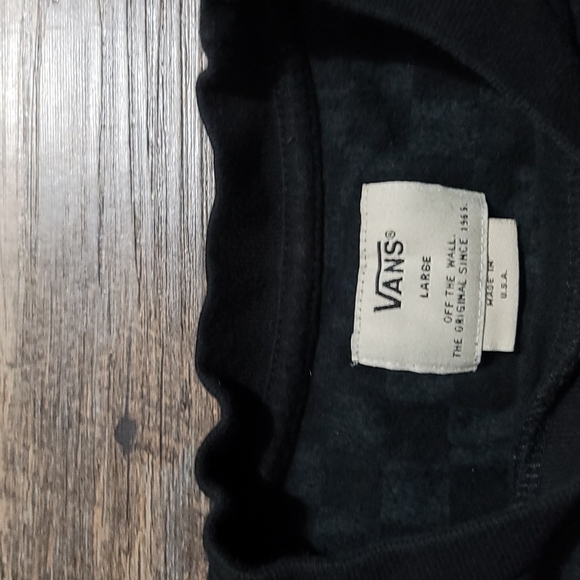 VANS®
LARGE
OFF THE WALL.
THE ORIGINAL SINCE 1966.
MADE IN
U.S.A.